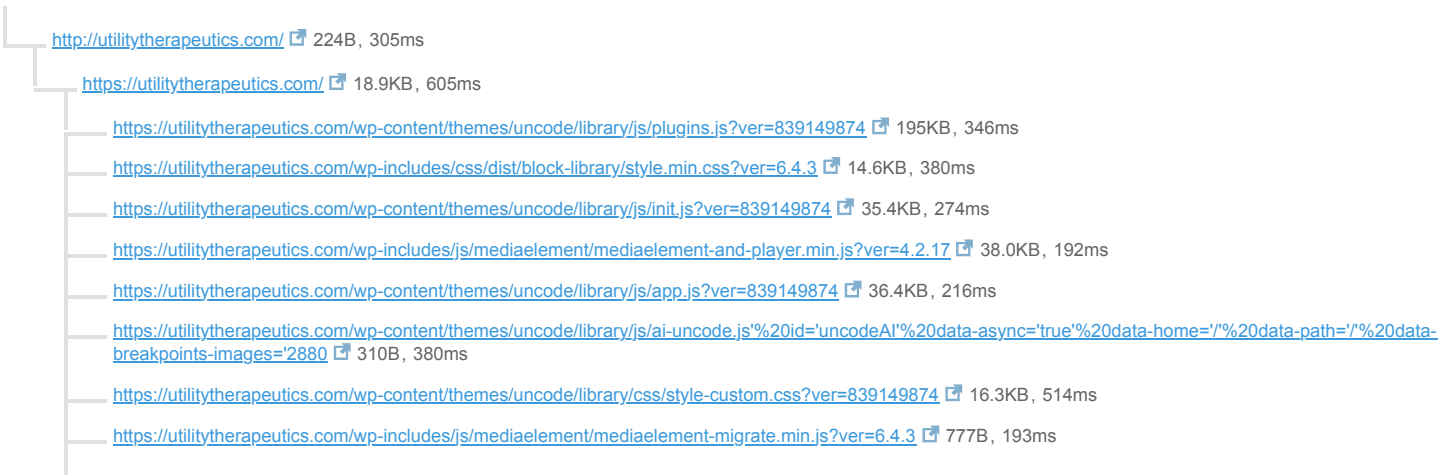 http://utilitytherapeutics.com/ 224B, 305ms
https://utilitytherapeutics.com/ 18.9KB, 605ms
https://utilitytherapeutics.com/wp-content/themes/uncode/library/js/plugins.js?ver=839149874 195KB, 346ms
https://utilitytherapeutics.com/wp-includes/css/dist/block-library/style.min.css?ver=6.4.3 14.6KB, 380ms
https://utilitytherapeutics.com/wp-content/themes/uncode/library/js/init.js?ver=839149874 35.4KB, 274ms
https://utilitytherapeutics.com/wp-includes/js/mediaelement/mediaelement-and-player.min.js?ver=4.2.17 38.0KB, 192ms
https://utilitytherapeutics.com/wp-content/themes/uncode/library/js/app.js?ver=839149874 36.4KB, 216ms
https://utilitytherapeutics.com/wp-content/themes/uncode/library/js/ai-uncode.js'%20id='uncodeAI'%20data-async='true'%20data-home='/'%20data-path='/'%20data-
breakpoints-images='2880 310B, 380ms
https://utilitytherapeutics.com/wp-content/themes/uncode/library/css/style-custom.css?ver=839149874 16.3KB, 514ms
https://utilitytherapeutics.com/wp-includes/js/mediaelement/mediaelement-migrate.min.js?ver=6.4.3 777B, 193ms